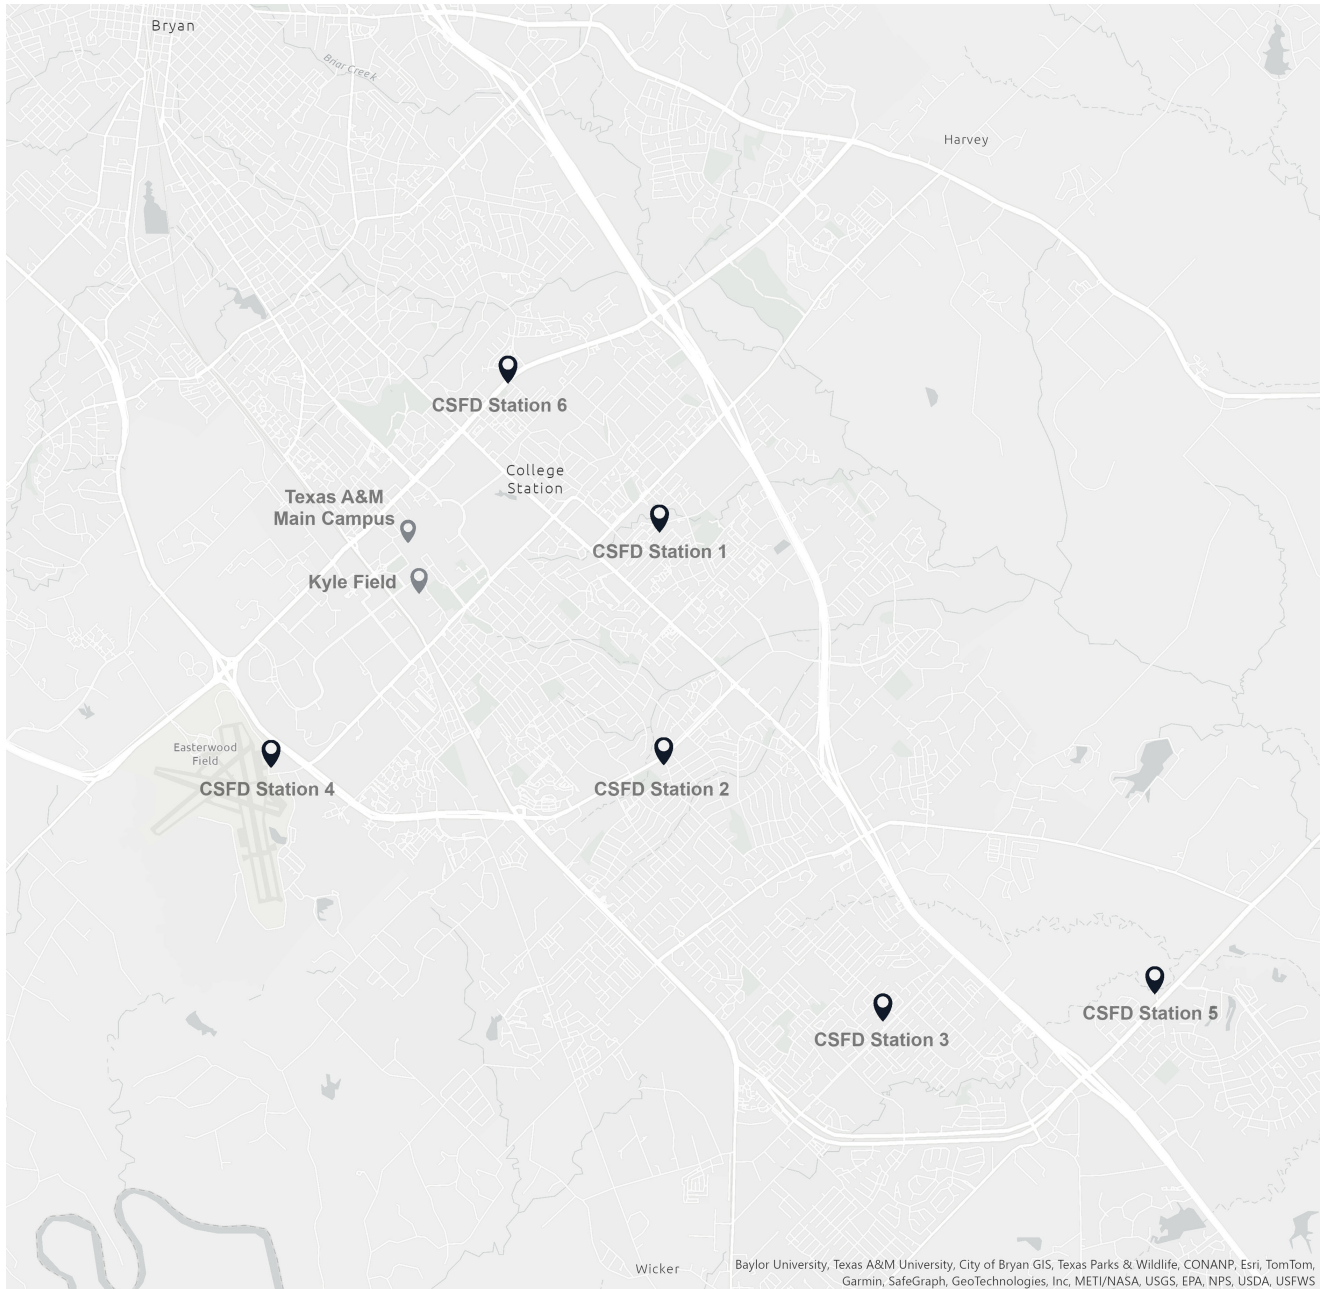 Bryan
Briar Creek
Harvey
CSFD Station 6
College
Station
Texas A&M
Main Campus
CSFD Station 1
Kyle Field
Easterwood
Field
CSFD Station 4
CSFD Station 2
CSFD Station 5
CSFD Station 3
Wicker
Baylor University, Texas A&M University, City of Bryan GIS, Texas Parks & Wildlife, CONANP, Esri, TomTom,
Garmin, SafeGraph, GeoTechnologies, Inc, METI/NASA, USGS, EPA, NPS, USDA, USFWS